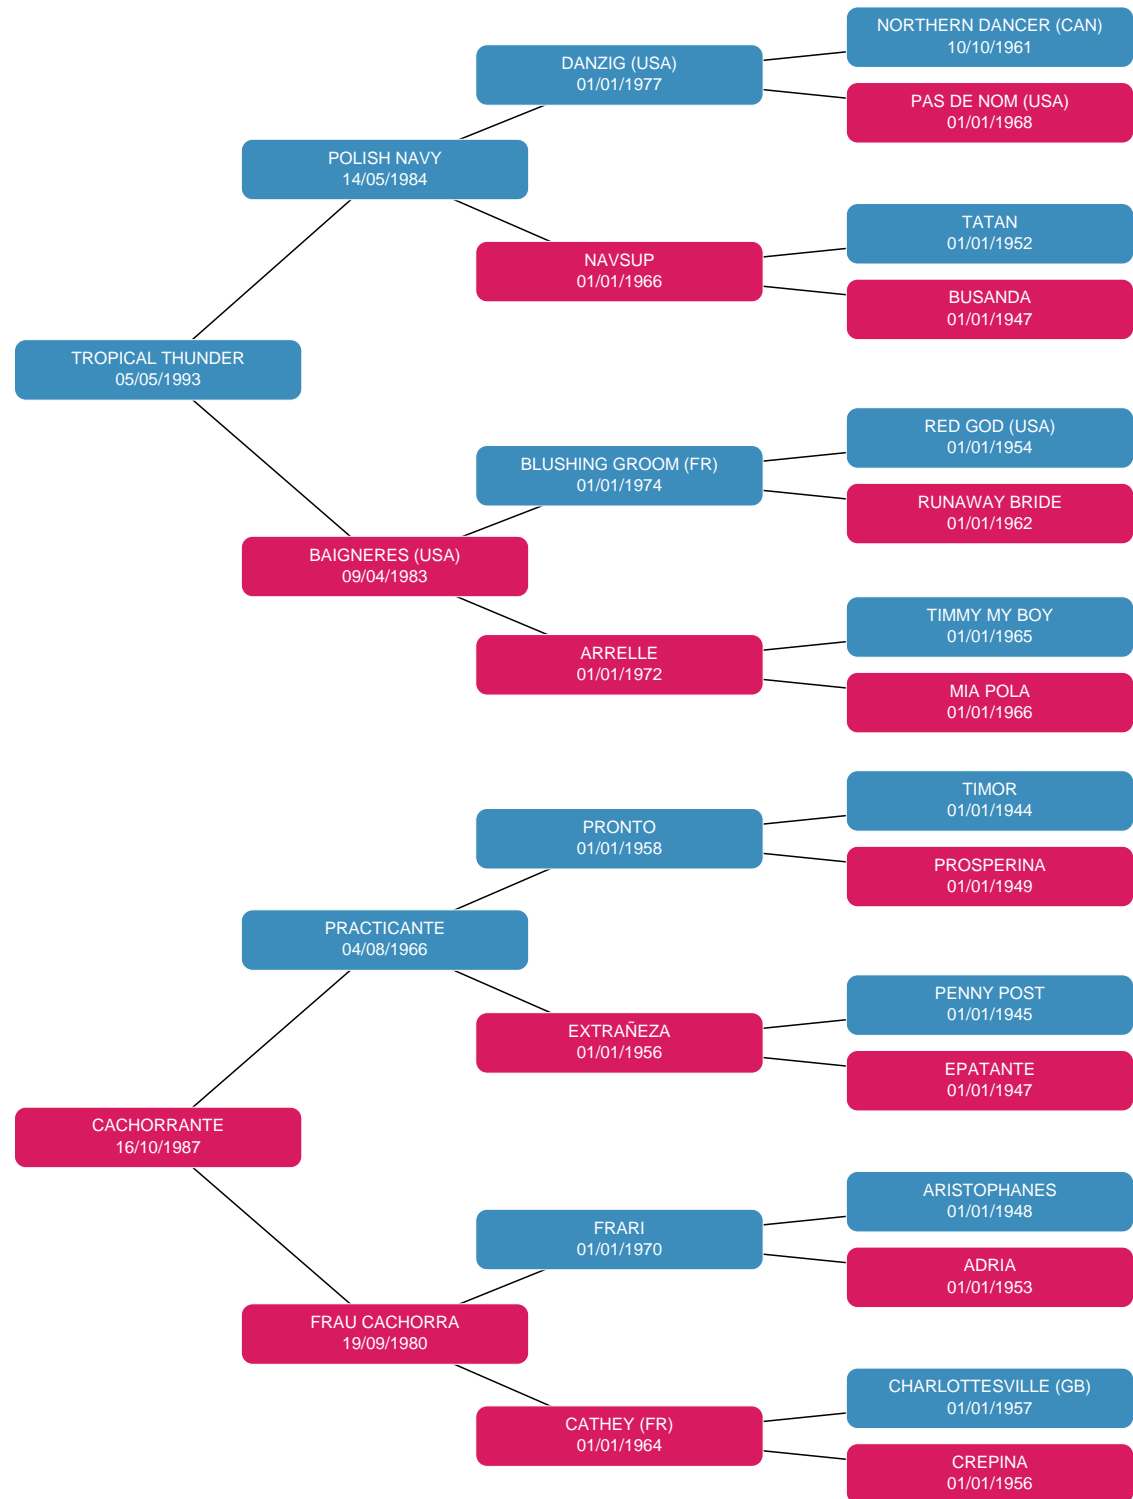 NORTHERN DANCER (CAN)
10/10/1961
DANZIG (USA)
01/01/1977
PAS DE NOM (USA)
01/01/1968
POLISH NAVY
14/05/1984
TATAN
01/01/1952
NAVSUP
01/01/1966
BUSANDA
01/01/1947
TROPICAL THUNDER
05/05/1993
RED GOD (USA)
01/01/1954
BLUSHING GROOM (FR)
01/01/1974
RUNAWAY BRIDE
01/01/1962
BAIGNERES (USA)
09/04/1983
TIMMY MY BOY
01/01/1965
ARRELLE
01/01/1972
MIA POLA
01/01/1966
TIMOR
01/01/1944
PRONTO
01/01/1958
PROSPERINA
01/01/1949
PRACTICANTE
04/08/1966
PENNY POST
01/01/1945
EXTRAÑEZA
01/01/1956
EPATANTE
01/01/1947
CACHORRANTE
16/10/1987
ARISTOPHANES
01/01/1948
FRARI
01/01/1970
ADRIA
01/01/1953
FRAU CACHORRA
19/09/1980
CHARLOTTESVILLE (GB)
01/01/1957
CATHEY (FR)
01/01/1964
CREPINA
01/01/1956